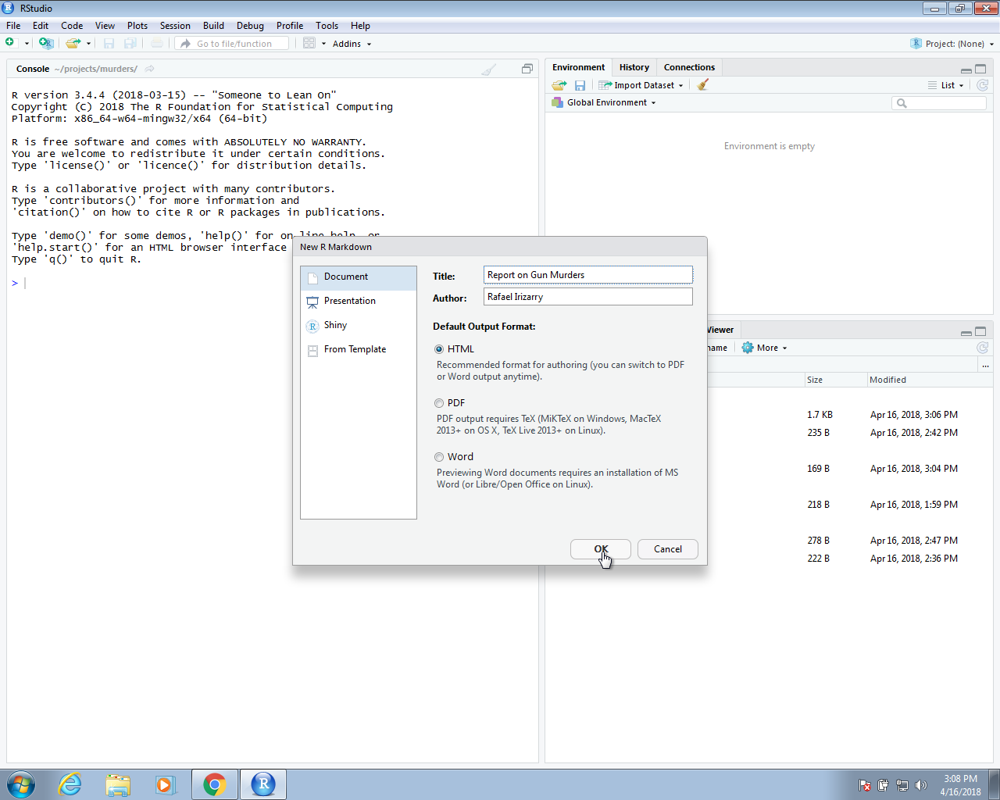 RStudio
File Edit Code View Plots Session Build Debug Profile Tools Help
Go to file/function Addins Project: (None)
Console ~/projects/murders/
R version 3.4.4 (2018-03-15) -- "Someone to Lean On"
Copyright (C) 2018 The R Foundation for Statistical Computing
Platform: x86_64-w64-mingw32/x64 (64-bit)
R is free software and comes with ABSOLUTELY NO WARRANTY.
You are welcome to redistribute it under certain conditions.
Type 'license()' or 'licence()' for distribution details.
R is a collaborative project with many contributors.
Type 'contributors()' for more information and
'citation()' on how to cite R or R packages in publications.
Type 'demo()' for some demos, 'help()' for on-line help, or
'help.start()' for an HTML browser interface
Type 'q()' to quit R.
>
Environment History Connections
Import Dataset List
Global Environment
Environment is empty
New R Markdown
Document
Presentation
Shiny
From Template
Title: Report on Gun Murders
Author: Rafael Irizarry
Default Output Format:
HTML
Recommended format for authoring (you can switch to PDF
or Word output anytime).
PDF
PDF output requires TeX (MiKTeX on Windows, MacTeX
2013+ on OS X, TeX Live 2013+ on Linux).
Word
Previewing Word documents requires an installation of MS
Word (or Libre/Open Office on Linux).
OK Cancel
Viewer
name More
...
Size Modified
1.7 KB Apr 16, 2018, 3:06 PM
235 B Apr 16, 2018, 2:42 PM
169 B Apr 16, 2018, 3:04 PM
218 B Apr 16, 2018, 1:59 PM
278 B Apr 16, 2018, 2:47 PM
222 B Apr 16, 2018, 2:36 PM
3:08 PM
4/16/2018